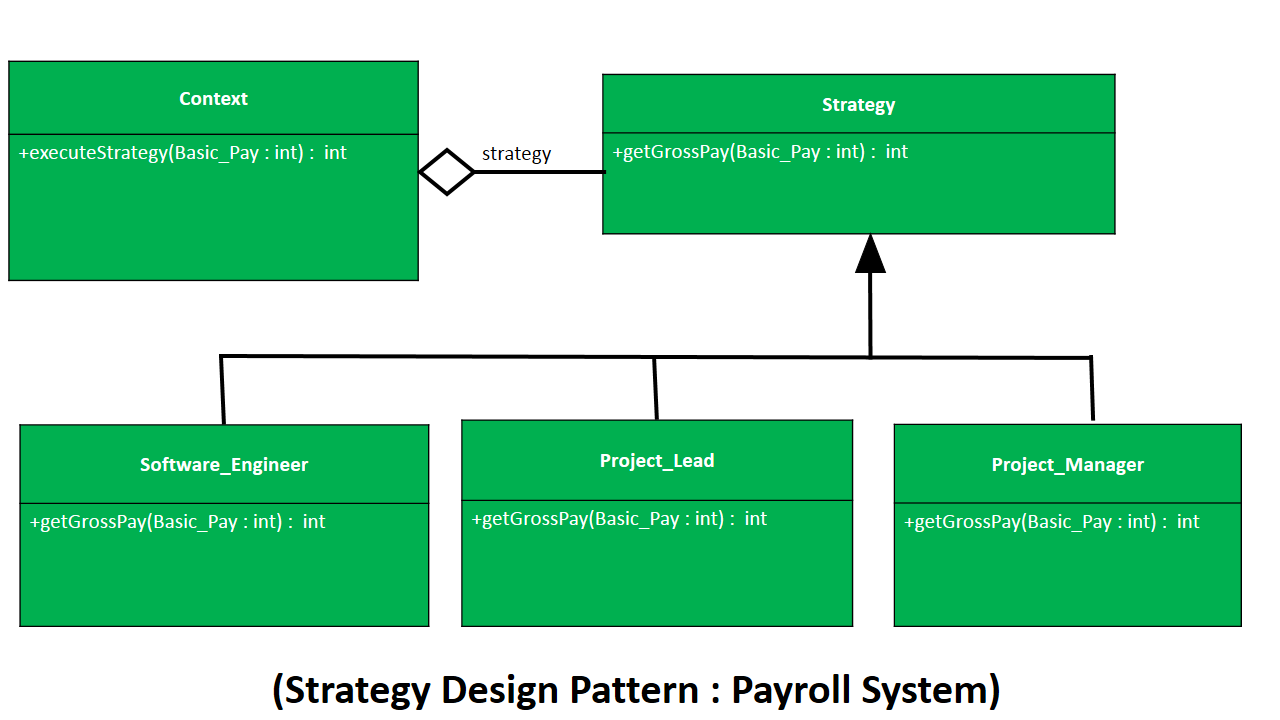 Context
+executeStrategy(Basic_Pay : int) :  int
strategy
Strategy
+getGrossPay(Basic_Pay : int) :  int
Software_Engineer
+getGrossPay(Basic_Pay : int) :  int
Project_Lead
+getGrossPay(Basic_Pay : int) :  int
Project_Manager
+getGrossPay(Basic_Pay : int) :  int
(Strategy Design Pattern : Payroll System)